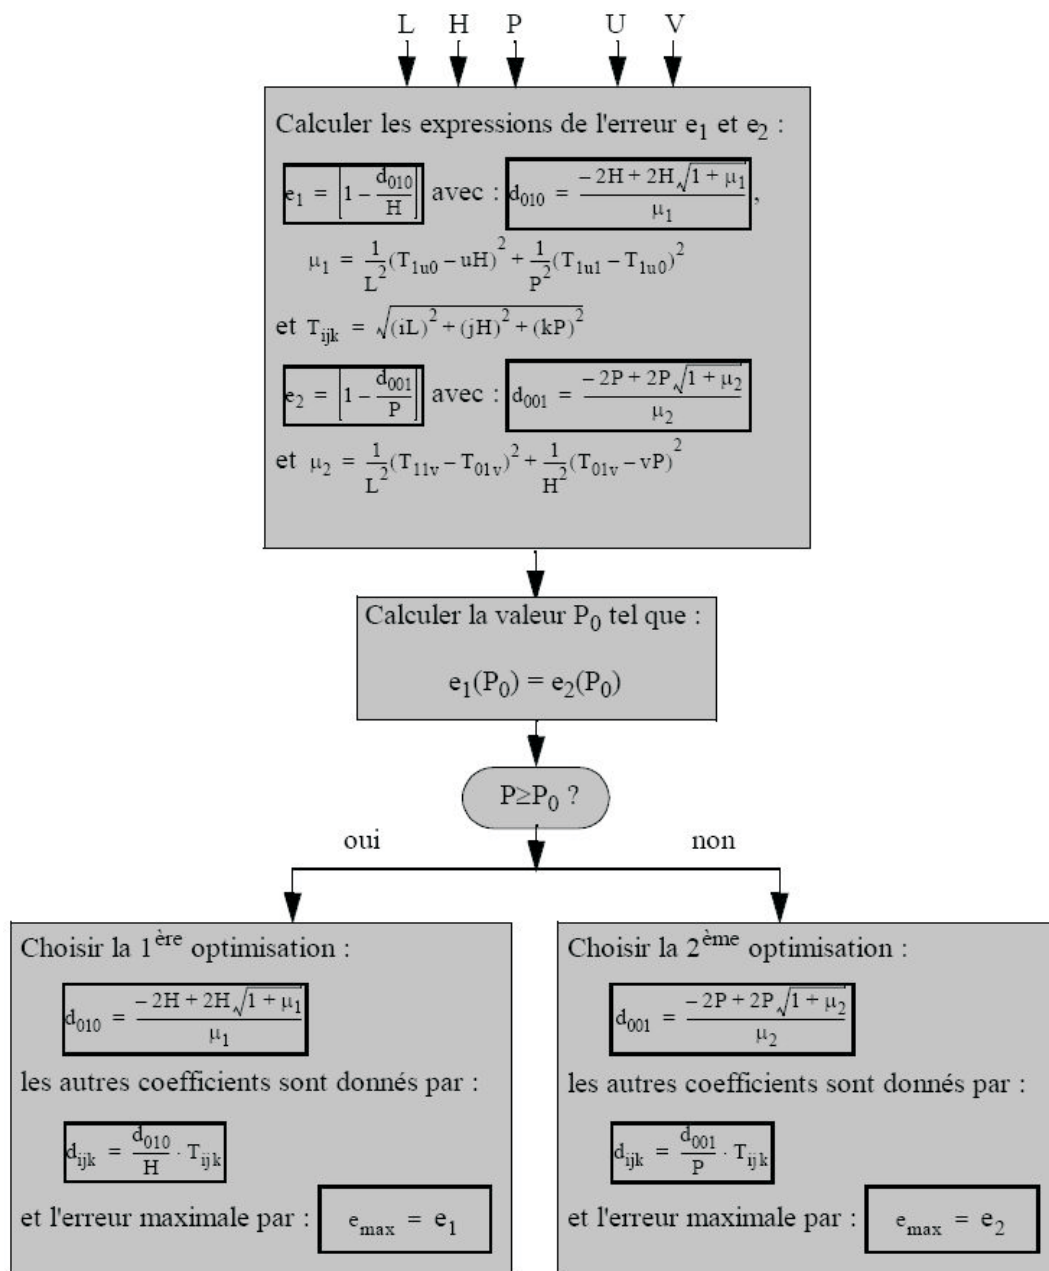 L H P U V
Calculer les expressions de l'erreur e₁ et e₂ :
e₁ = |1 − d₀₁₀/H| avec : d₀₁₀ = (−2H + 2H√(1 + μ₁))/μ₁ ,
μ₁ = 1/L² (T₁ᵤ₀ − uH)² + 1/P² (T₁ᵤ₁ − T₁ᵤ₀)²
et Tᵢⱼₖ = √((iL)² + (jH)² + (kP)²)
e₂ = |1 − d₀₀₁/P| avec : d₀₀₁ = (−2P + 2P√(1 + μ₂))/μ₂
et μ₂ = 1/L² (T₁₁ᵥ − T₀₁ᵥ)² + 1/H² (T₀₁ᵥ − vP)²
Calculer la valeur P₀ tel que :
e₁(P₀) = e₂(P₀)
P≥P₀ ?
oui
non
Choisir la 1ère optimisation :
d₀₁₀ = (−2H + 2H√(1 + μ₁))/μ₁
les autres coefficients sont donnés par :
dᵢⱼₖ = d₀₁₀/H · Tᵢⱼₖ
et l'erreur maximale par : eₘₐₓ = e₁
Choisir la 2ème optimisation :
d₀₀₁ = (−2P + 2P√(1 + μ₂))/μ₂
les autres coefficients sont donnés par :
dᵢⱼₖ = d₀₀₁/P · Tᵢⱼₖ
et l'erreur maximale par : eₘₐₓ = e₂